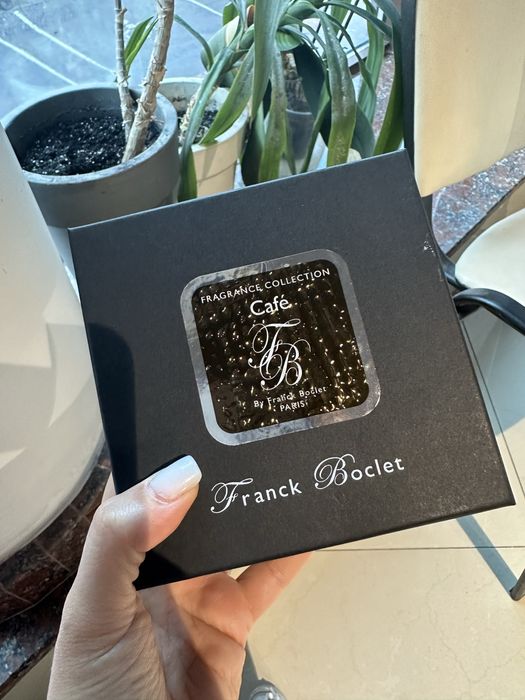 FRAGRANCE COLLECTION
Café
FB
By Franck Boclet
PARIS
Franck Boclet